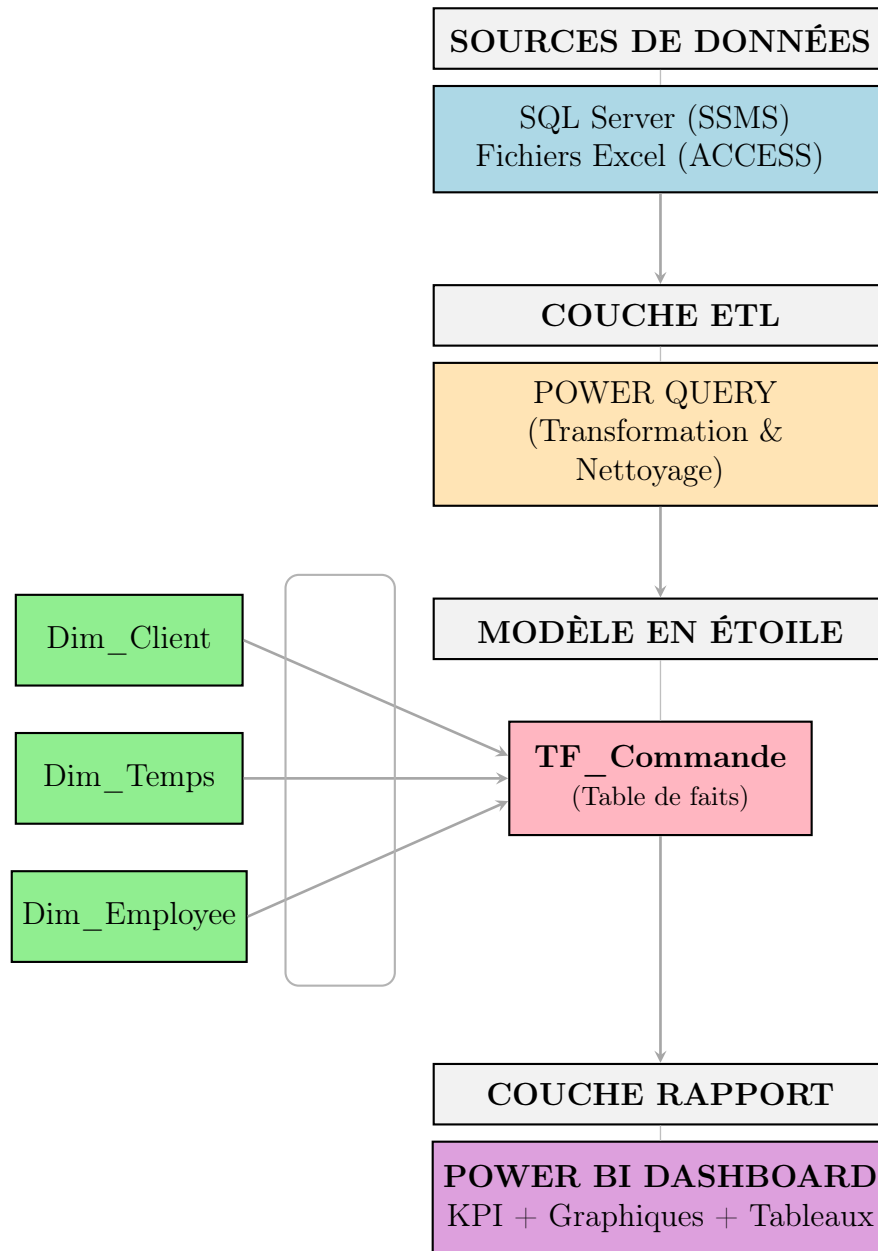 SOURCES DE DONNÉES
SQL Server (SSMS)
Fichiers Excel (ACCESS)
COUCHE ETL
POWER QUERY
(Transformation &
Nettoyage)
MODÈLE EN ÉTOILE
Dim_Client
Dim_Temps
Dim_Employee
TF_Commande
(Table de faits)
COUCHE RAPPORT
POWER BI DASHBOARD
KPI + Graphiques + Tableaux